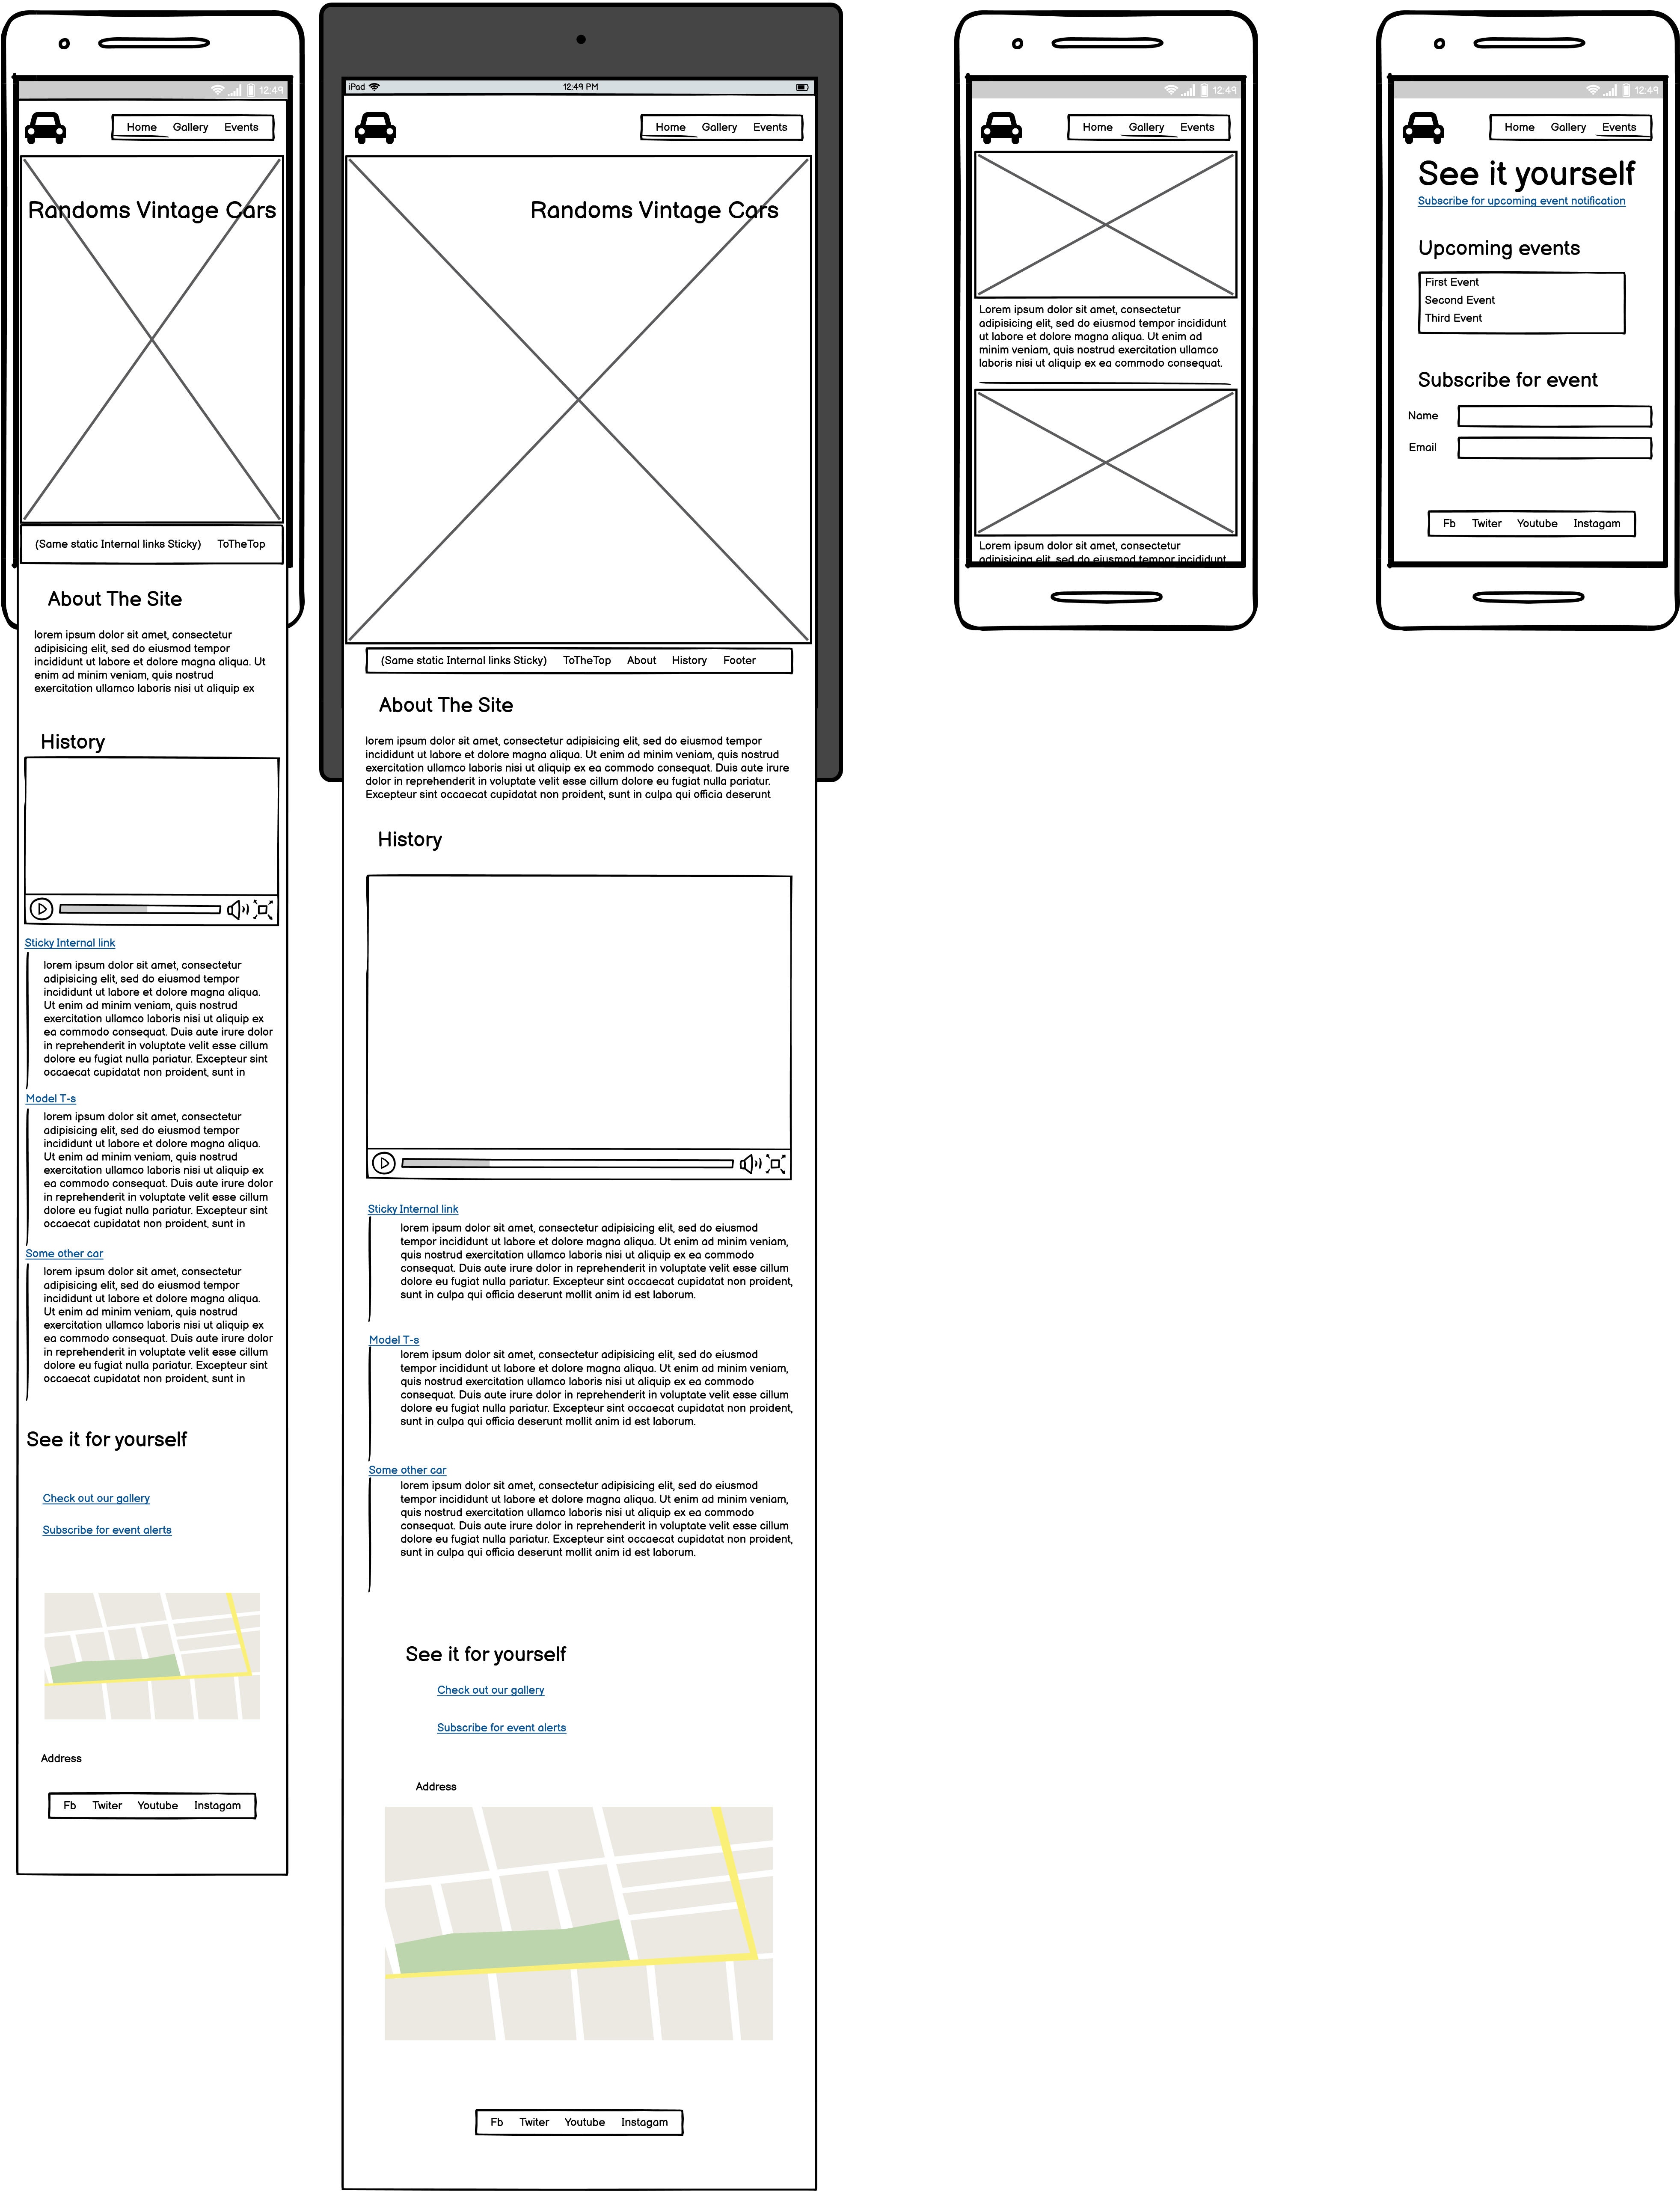 12:49
Home Gallery Events
Randoms Vintage Cars
(Same static Internal links Sticky) ToTheTop
About The Site
lorem ipsum dolor sit amet, consectetur
adipisicing elit, sed do eiusmod tempor
incididunt ut labore et dolore magna aliqua. Ut
enim ad minim veniam, quis nostrud
exercitation ullamco laboris nisi ut aliquip ex
History
Sticky Internal link
lorem ipsum dolor sit amet, consectetur
adipisicing elit, sed do eiusmod tempor
incididunt ut labore et dolore magna aliqua.
Ut enim ad minim veniam, quis nostrud
exercitation ullamco laboris nisi ut aliquip ex
ea commodo consequat. Duis aute irure dolor
in reprehenderit in voluptate velit esse cillum
dolore eu fugiat nulla pariatur. Excepteur sint
occaecat cupidatat non proident, sunt in
Model T-s
lorem ipsum dolor sit amet, consectetur
adipisicing elit, sed do eiusmod tempor
incididunt ut labore et dolore magna aliqua.
Ut enim ad minim veniam, quis nostrud
exercitation ullamco laboris nisi ut aliquip ex
ea commodo consequat. Duis aute irure dolor
in reprehenderit in voluptate velit esse cillum
dolore eu fugiat nulla pariatur. Excepteur sint
occaecat cupidatat non proident, sunt in
Some other car
lorem ipsum dolor sit amet, consectetur
adipisicing elit, sed do eiusmod tempor
incididunt ut labore et dolore magna aliqua.
Ut enim ad minim veniam, quis nostrud
exercitation ullamco laboris nisi ut aliquip ex
ea commodo consequat. Duis aute irure dolor
in reprehenderit in voluptate velit esse cillum
dolore eu fugiat nulla pariatur. Excepteur sint
occaecat cupidatat non proident, sunt in
See it for yourself
Check out our gallery
Subscribe for event alerts
Address
Fb Twiter Youtube Instagam
iPad 12:49 PM
Home Gallery Events
Randoms Vintage Cars
(Same static Internal links Sticky) ToTheTop About History Footer
About The Site
lorem ipsum dolor sit amet, consectetur adipisicing elit, sed do eiusmod tempor
incididunt ut labore et dolore magna aliqua. Ut enim ad minim veniam, quis nostrud
exercitation ullamco laboris nisi ut aliquip ex ea commodo consequat. Duis aute irure
dolor in reprehenderit in voluptate velit esse cillum dolore eu fugiat nulla pariatur.
Excepteur sint occaecat cupidatat non proident, sunt in culpa qui officia deserunt
History
Sticky Internal link
lorem ipsum dolor sit amet, consectetur adipisicing elit, sed do eiusmod
tempor incididunt ut labore et dolore magna aliqua. Ut enim ad minim veniam,
quis nostrud exercitation ullamco laboris nisi ut aliquip ex ea commodo
consequat. Duis aute irure dolor in reprehenderit in voluptate velit esse cillum
dolore eu fugiat nulla pariatur. Excepteur sint occaecat cupidatat non proident,
sunt in culpa qui officia deserunt mollit anim id est laborum.
Model T-s
lorem ipsum dolor sit amet, consectetur adipisicing elit, sed do eiusmod
tempor incididunt ut labore et dolore magna aliqua. Ut enim ad minim veniam,
quis nostrud exercitation ullamco laboris nisi ut aliquip ex ea commodo
consequat. Duis aute irure dolor in reprehenderit in voluptate velit esse cillum
dolore eu fugiat nulla pariatur. Excepteur sint occaecat cupidatat non proident,
sunt in culpa qui officia deserunt mollit anim id est laborum.
Some other car
lorem ipsum dolor sit amet, consectetur adipisicing elit, sed do eiusmod
tempor incididunt ut labore et dolore magna aliqua. Ut enim ad minim veniam,
quis nostrud exercitation ullamco laboris nisi ut aliquip ex ea commodo
consequat. Duis aute irure dolor in reprehenderit in voluptate velit esse cillum
dolore eu fugiat nulla pariatur. Excepteur sint occaecat cupidatat non proident,
sunt in culpa qui officia deserunt mollit anim id est laborum.
See it for yourself
Check out our gallery
Subscribe for event alerts
Address
Fb Twiter Youtube Instagam
12:49
Home Gallery Events
Lorem ipsum dolor sit amet, consectetur
adipisicing elit, sed do eiusmod tempor incididunt
ut labore et dolore magna aliqua. Ut enim ad
minim veniam, quis nostrud exercitation ullamco
laboris nisi ut aliquip ex ea commodo consequat.
Lorem ipsum dolor sit amet, consectetur
adipisicing elit, sed do eiusmod tempor incididunt
12:49
Home Gallery Events
See it yourself
Subscribe for upcoming event notification
Upcoming events
First Event
Second Event
Third Event
Subscribe for event
Name
Email
Fb Twiter Youtube Instagam